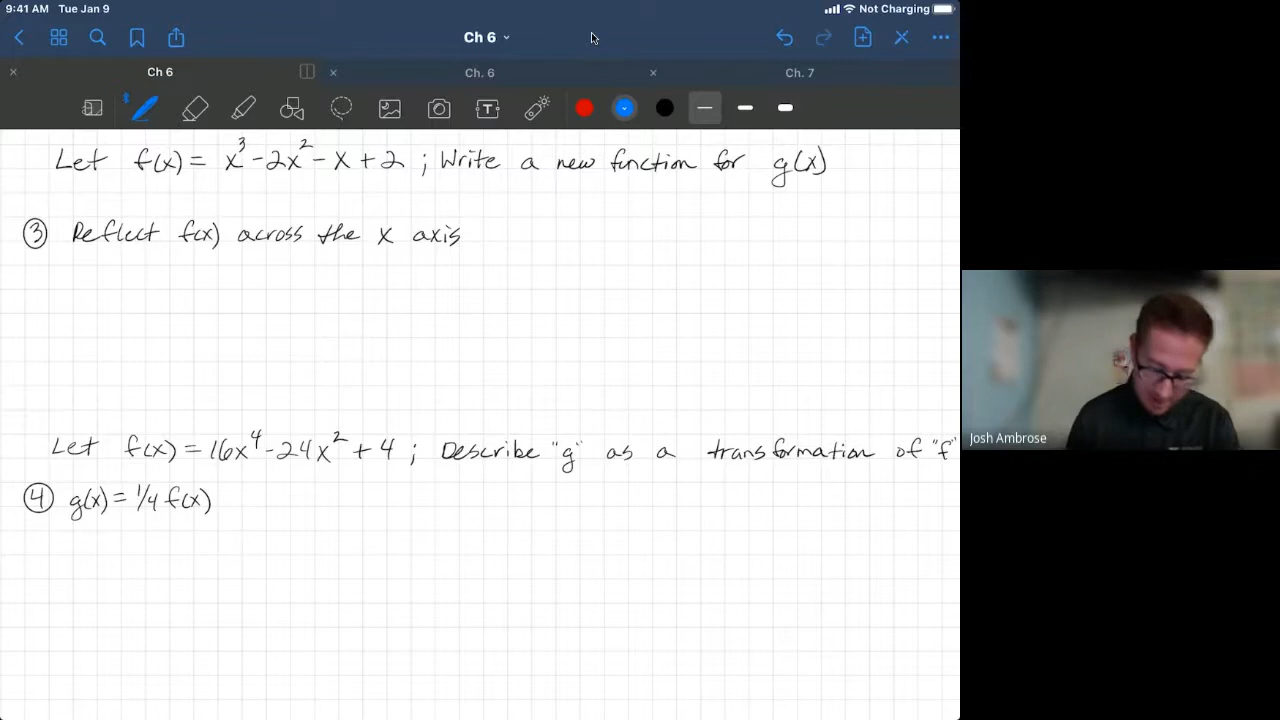 9:41 AM Tue Jan 9
Not Charging
Ch 6
Ch 6
Ch. 6
Ch. 7
Let f(x) = x³ - 2x² - x + 2 ; Write a new function for g(x)
③ Reflect f(x) across the x axis
Josh Ambrose
Let f(x) = 16x⁴ - 24x² + 4 ; Describe "g" as a transformation of "f"
④ g(x) = 1/4 f(x)